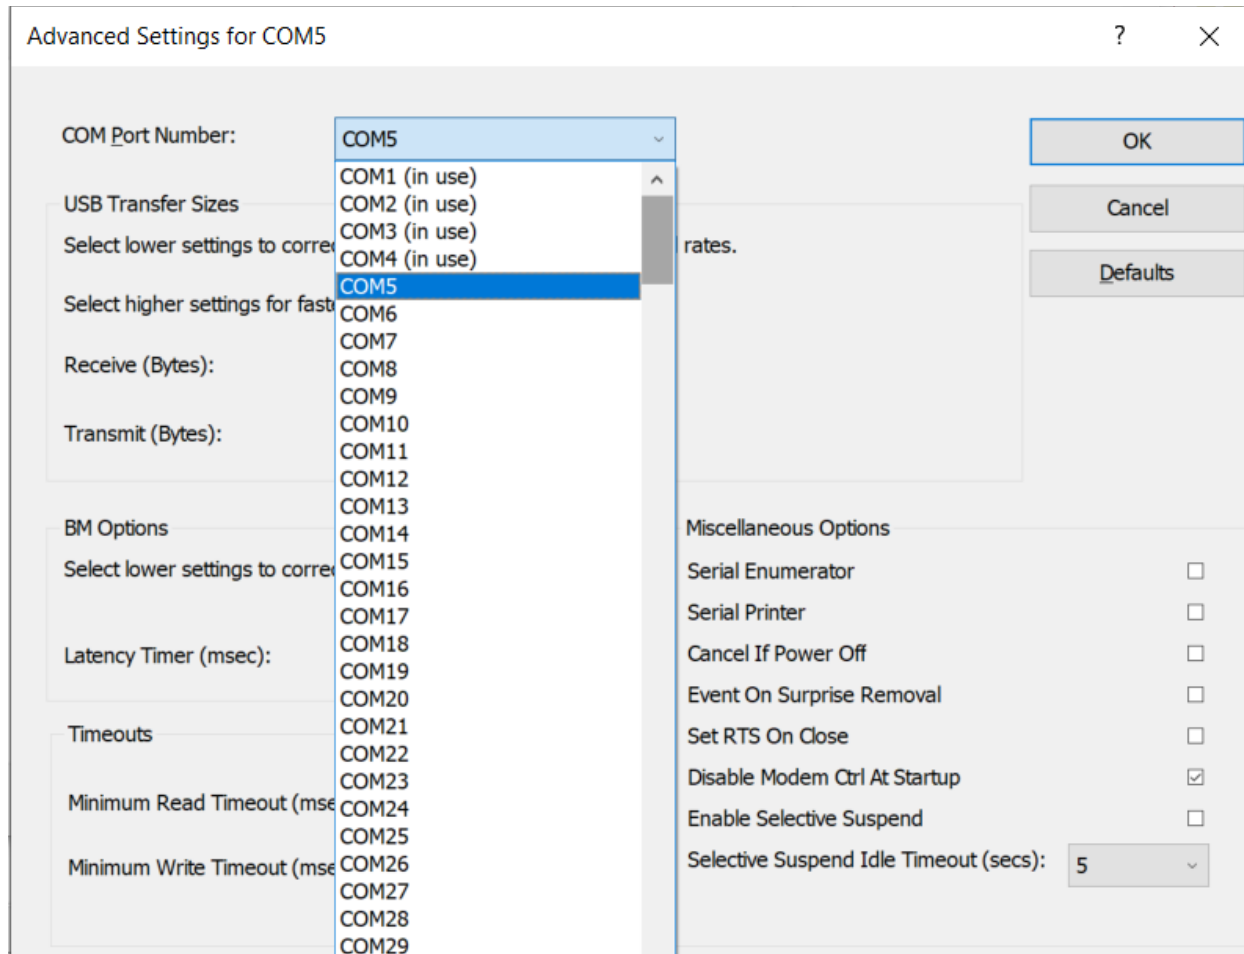 Advanced Settings for COM5
?
COM Port Number:
COM5
OK
COM1 (in use)
COM2 (in use)
COM3 (in use)
COM4 (in use)
COM5
COM6
COM7
COM8
COM9
COM10
COM11
COM12
COM13
COM14
COM15
COM16
COM17
COM18
COM19
COM20
COM21
COM22
COM23
COM24
COM25
COM26
COM27
COM28
COM29
Cancel
Defaults
USB Transfer Sizes
Select lower settings to corre rates.
Select higher settings for fast
Receive (Bytes):
Transmit (Bytes):
BM Options
Select lower settings to corre
Latency Timer (msec):
Timeouts
Minimum Read Timeout (mse
Minimum Write Timeout (mse
Miscellaneous Options
Serial Enumerator
Serial Printer
Cancel If Power Off
Event On Surprise Removal
Set RTS On Close
Disable Modem Ctrl At Startup
Enable Selective Suspend
Selective Suspend Idle Timeout (secs):
5